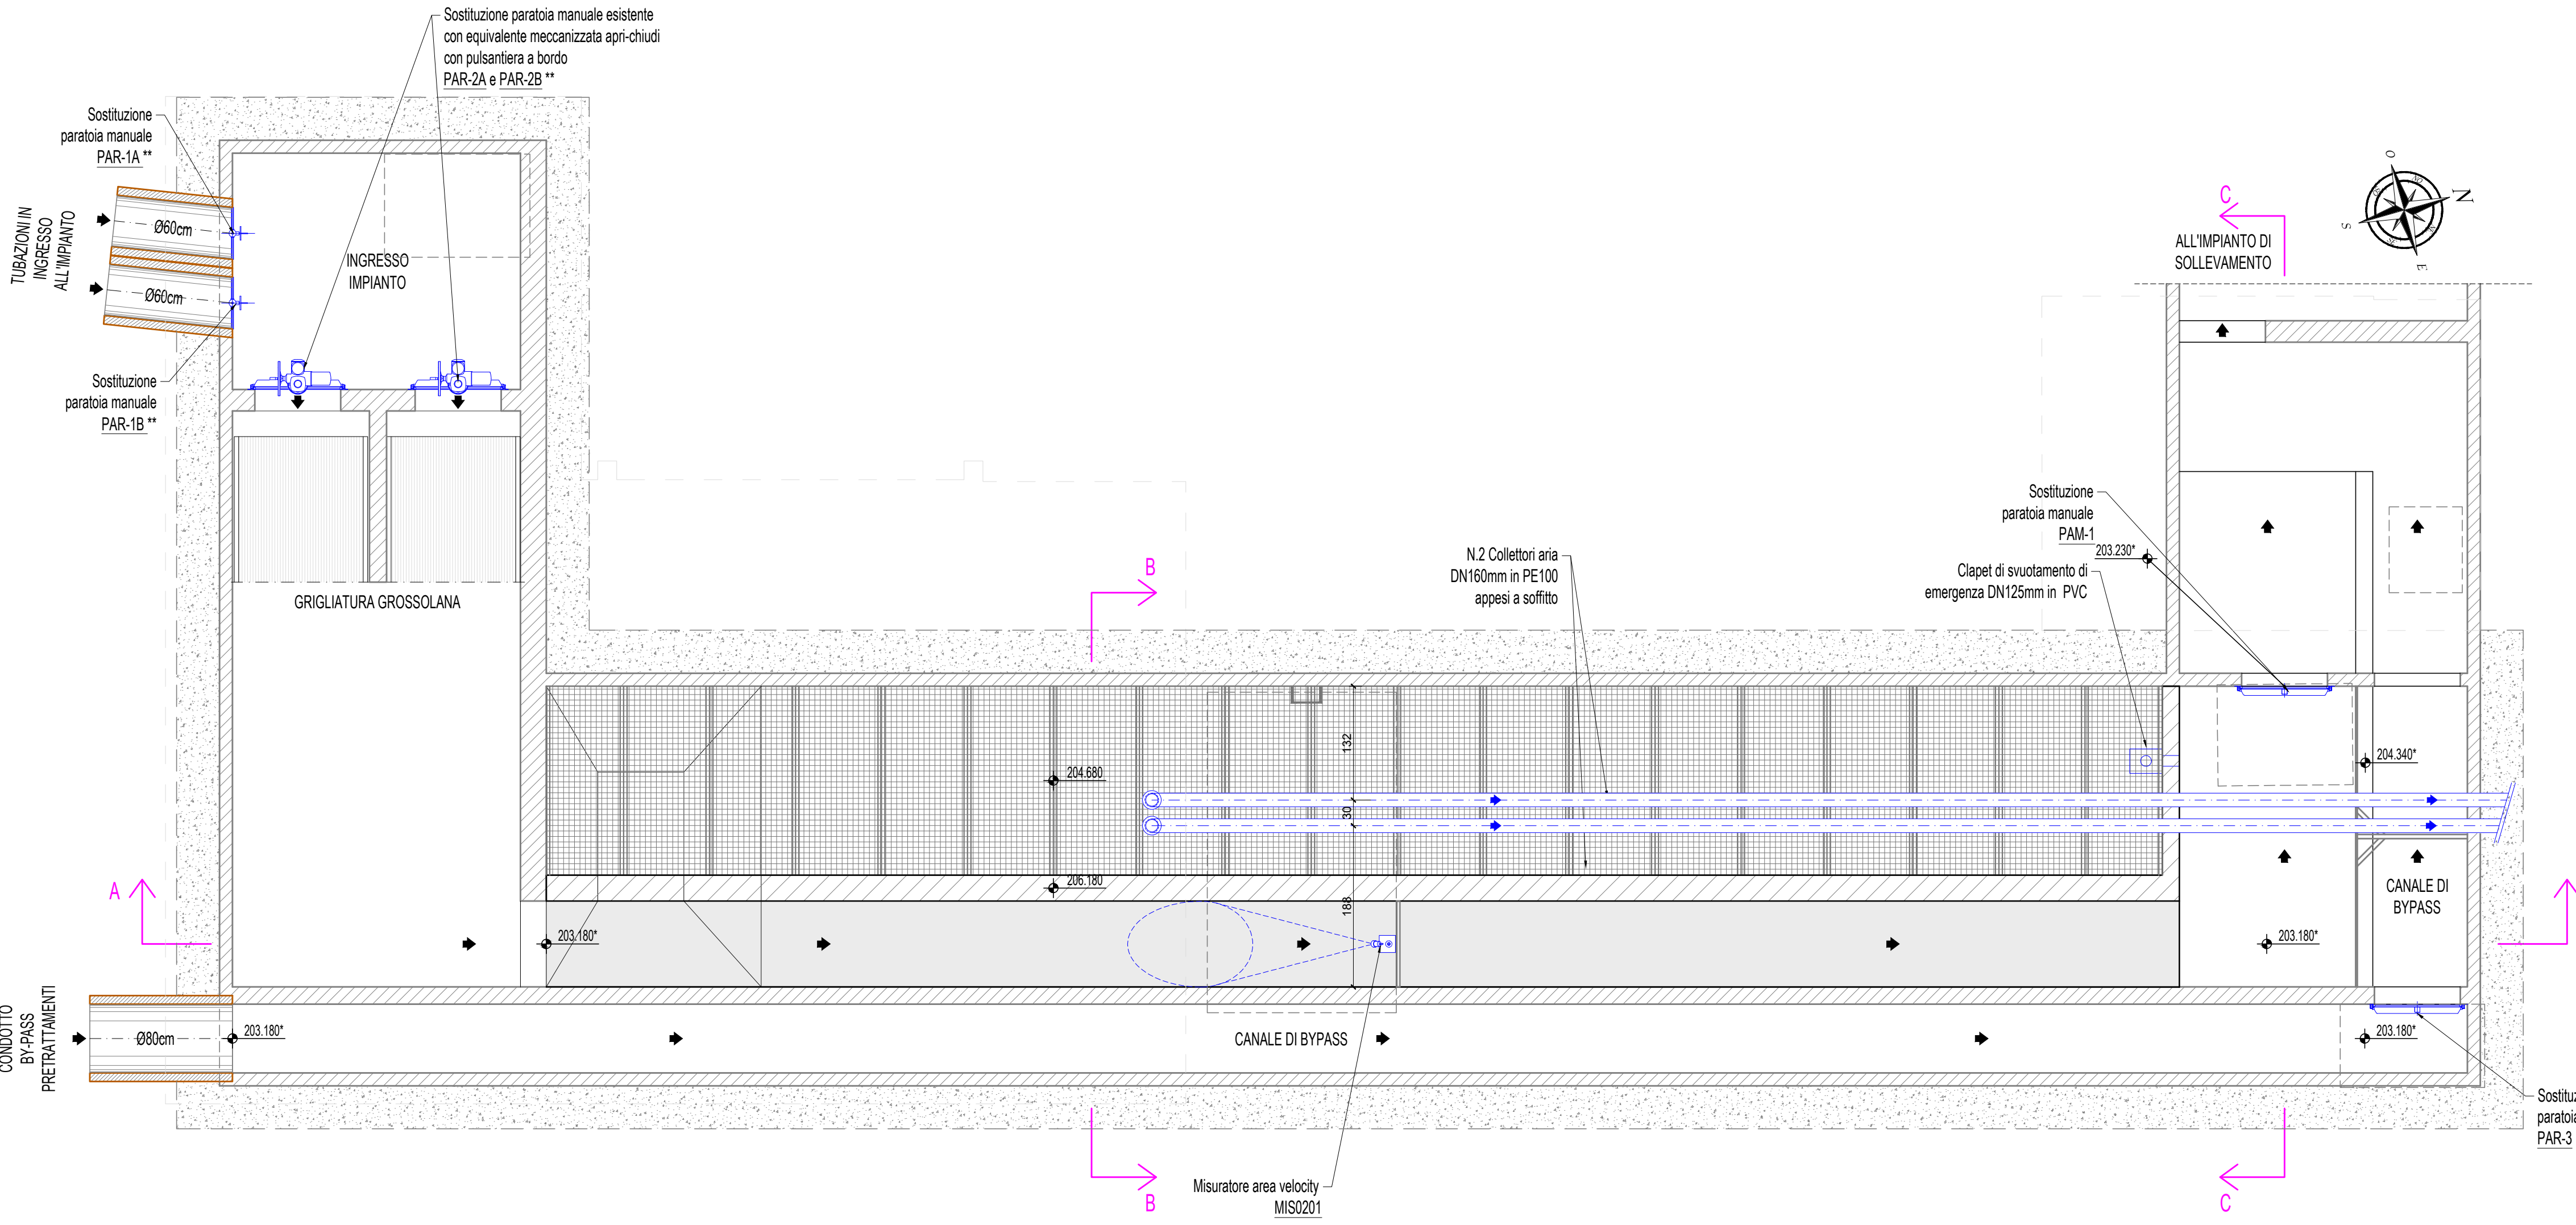 Sostituzione paratoia manuale esistente
con equivalente meccanizzata apri-chiudi
con pulsantiera a bordo
PAR-2A e PAR-2B **
Sostituzione
paratoia manuale
PAR-1A **
TUBAZIONI IN
INGRESSO
ALL'IMPIANTO
Ø60cm
Ø60cm
INGRESSO
IMPIANTO
Sostituzione
paratoia manuale
PAR-1B **
GRIGLIATURA GROSSOLANA
C
ALL'IMPIANTO DI
SOLLEVAMENTO
O
N
S
E
B
N.2 Collettori aria
DN160mm in PE100
appesi a soffitto
Sostituzione
paratoia manuale
PAM-1
203.230*
Clapet di svuotamento di
emergenza DN125mm in PVC
132
204.680
30
204.340*
206.180
188
A
203.180*
203.180*
CANALE DI
BYPASS
CONDOTTO
BY-PASS
PRETRATTAMENTI
Ø80cm
203.180*
CANALE DI BYPASS
203.180*
Sostituz
paratoia
PAR-3
Misuratore area velocity
MIS0201
B
C